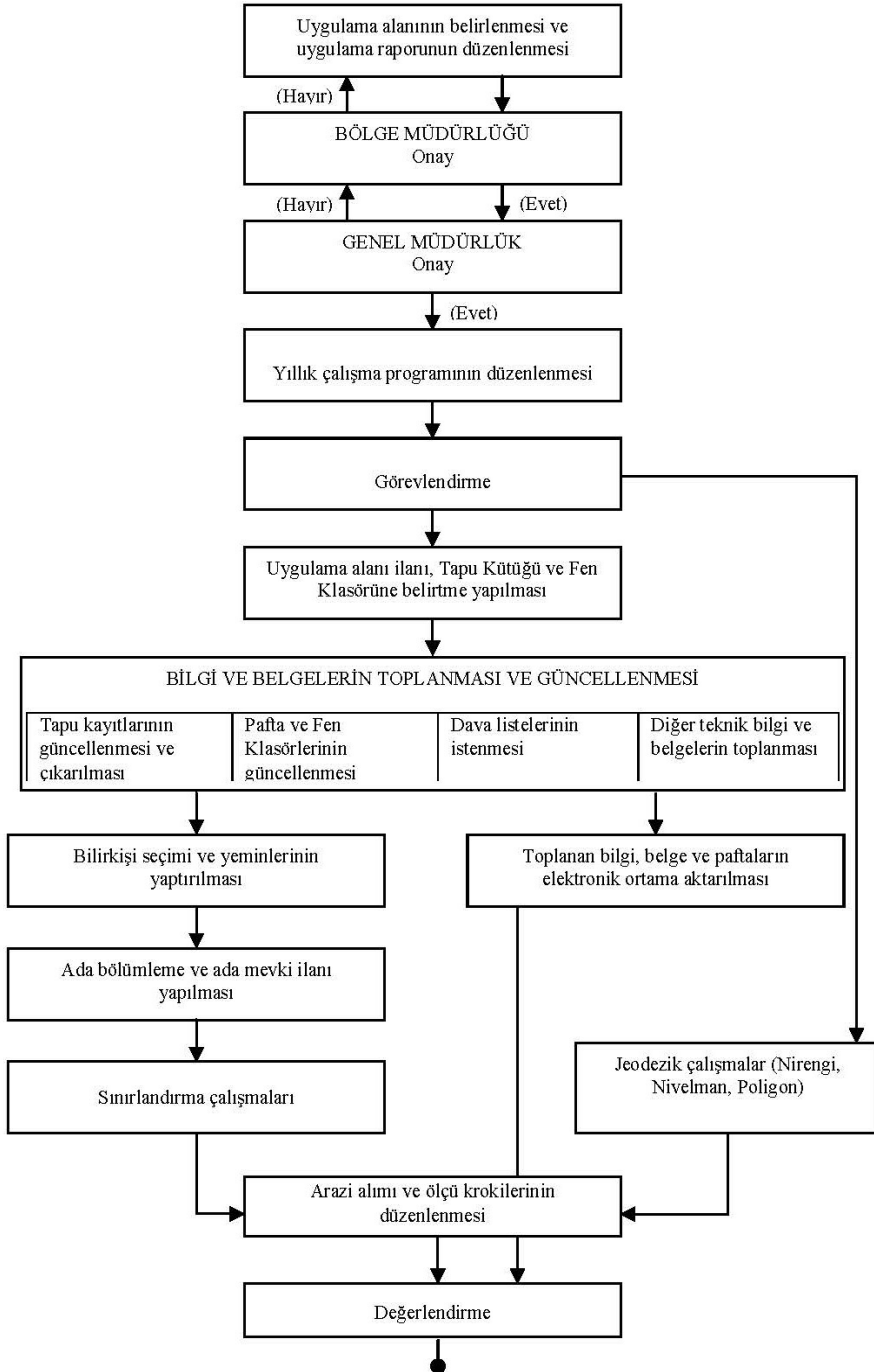 Uygulama alanının belirlenmesi ve
uygulama raporunun düzenlenmesi
(Hayır)
BÖLGE MÜDÜRLÜĞÜ
Onay
(Hayır)
(Evet)
GENEL MÜDÜRLÜK
Onay
(Evet)
Yıllık çalışma programının düzenlenmesi
Görevlendirme
Uygulama alanı ilanı, Tapu Kütüğü ve Fen
Klasörüne belirtme yapılması
BİLGİ VE BELGELERİN TOPLANMASI VE GÜNCELLENMESİ
Tapu kayıtlarının
güncellenmesi ve
çıkarılması
Pafta ve Fen
Klasörlerinin
güncellenmesi
Dava listelerinin
istenmesi
Diğer teknik bilgi ve
belgelerin toplanması
Bilirkişi seçimi ve yeminlerinin
yaptırılması
Toplanan bilgi, belge ve paftaların
elektronik ortama aktarılması
Ada bölümleme ve ada mevki ilanı
yapılması
Sınırlandırma çalışmaları
Jeodezik çalışmalar (Nirengi,
Nivelman, Poligon)
Arazi alımı ve ölçü krokilerinin
düzenlenmesi
Değerlendirme